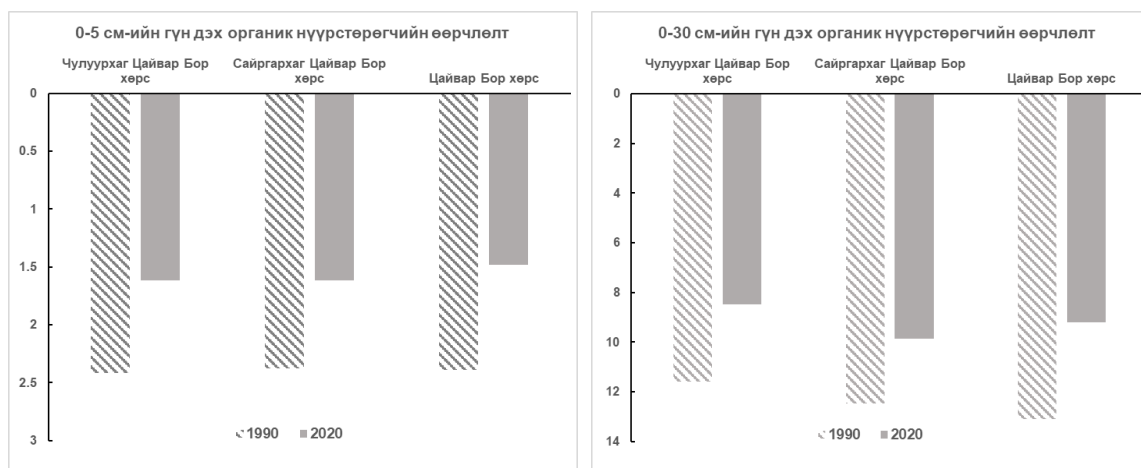 0-5 см-ийн гүн дэх органик нүүрстөрөгчийн өөрчлөлт
Чулуурхаг Цайвар Бор хөрс
Сайргархаг Цайвар Бор хөрс
Цайвар Бор хөрс
0
0.5
1
1.5
2
2.5
3
1990 2020
0-30 см-ийн гүн дэх органик нүүрстөрөгчийн өөрчлөлт
Чулуурхаг Цайвар Бор хөрс
Сайргархаг Цайвар Бор хөрс
Цайвар Бор хөрс
0
2
4
6
8
10
12
14
1990 2020